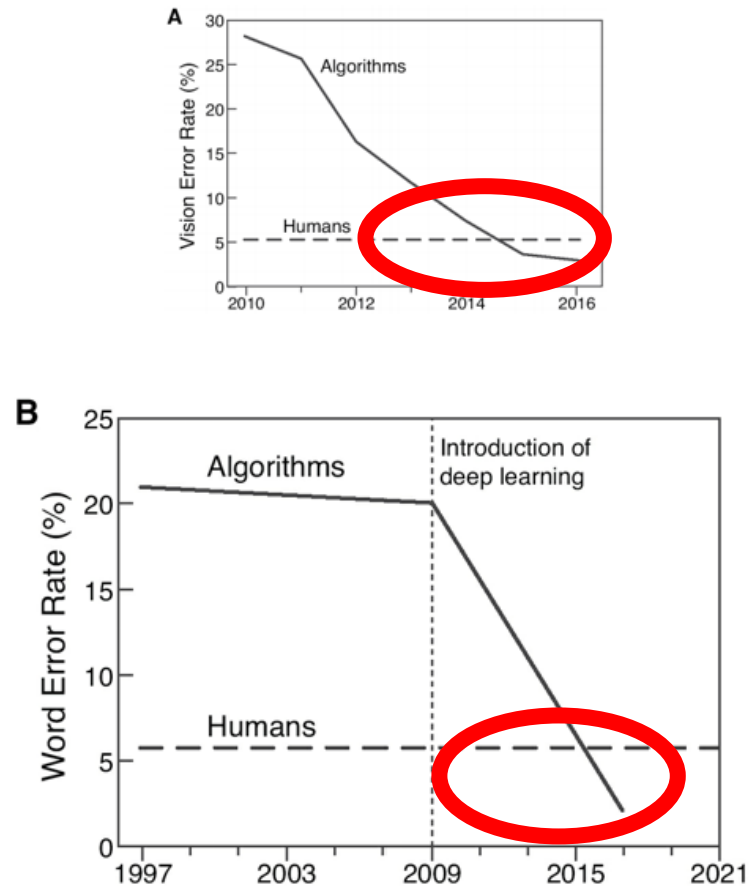 A
Vision Error Rate (%)
30
25
20
15
10
5
0
Algorithms
Humans
2010 2012 2014 2016
B
Word Error Rate (%)
25
20
15
10
5
0
Algorithms
Introduction of
deep learning
Humans
1997 2003 2009 2015 2021